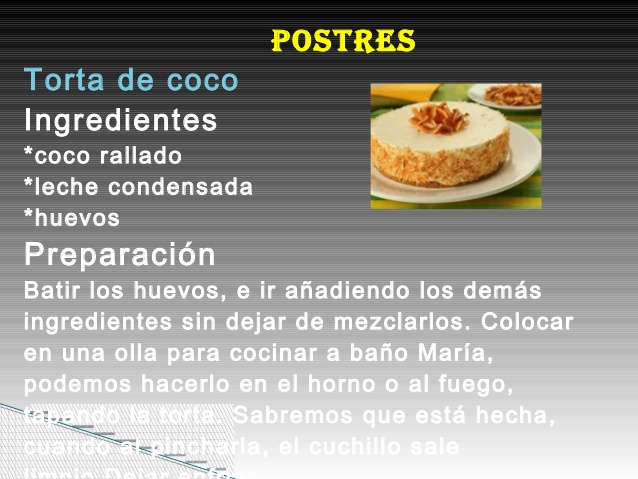 POSTRES
Torta de coco
Ingredientes
*coco rallado
*leche condensada
*huevos
Preparación
Batir los huevos, e ir añadiendo los demás
ingredientes sin dejar de mezclarlos. Colocar
en una olla para cocinar a baño María,
podemos hacerlo en el horno o al fuego,
tapando la torta. Sabremos que está hecha,
cuando al pincharla, el cuchillo sale
limpio.Dejar enfriar